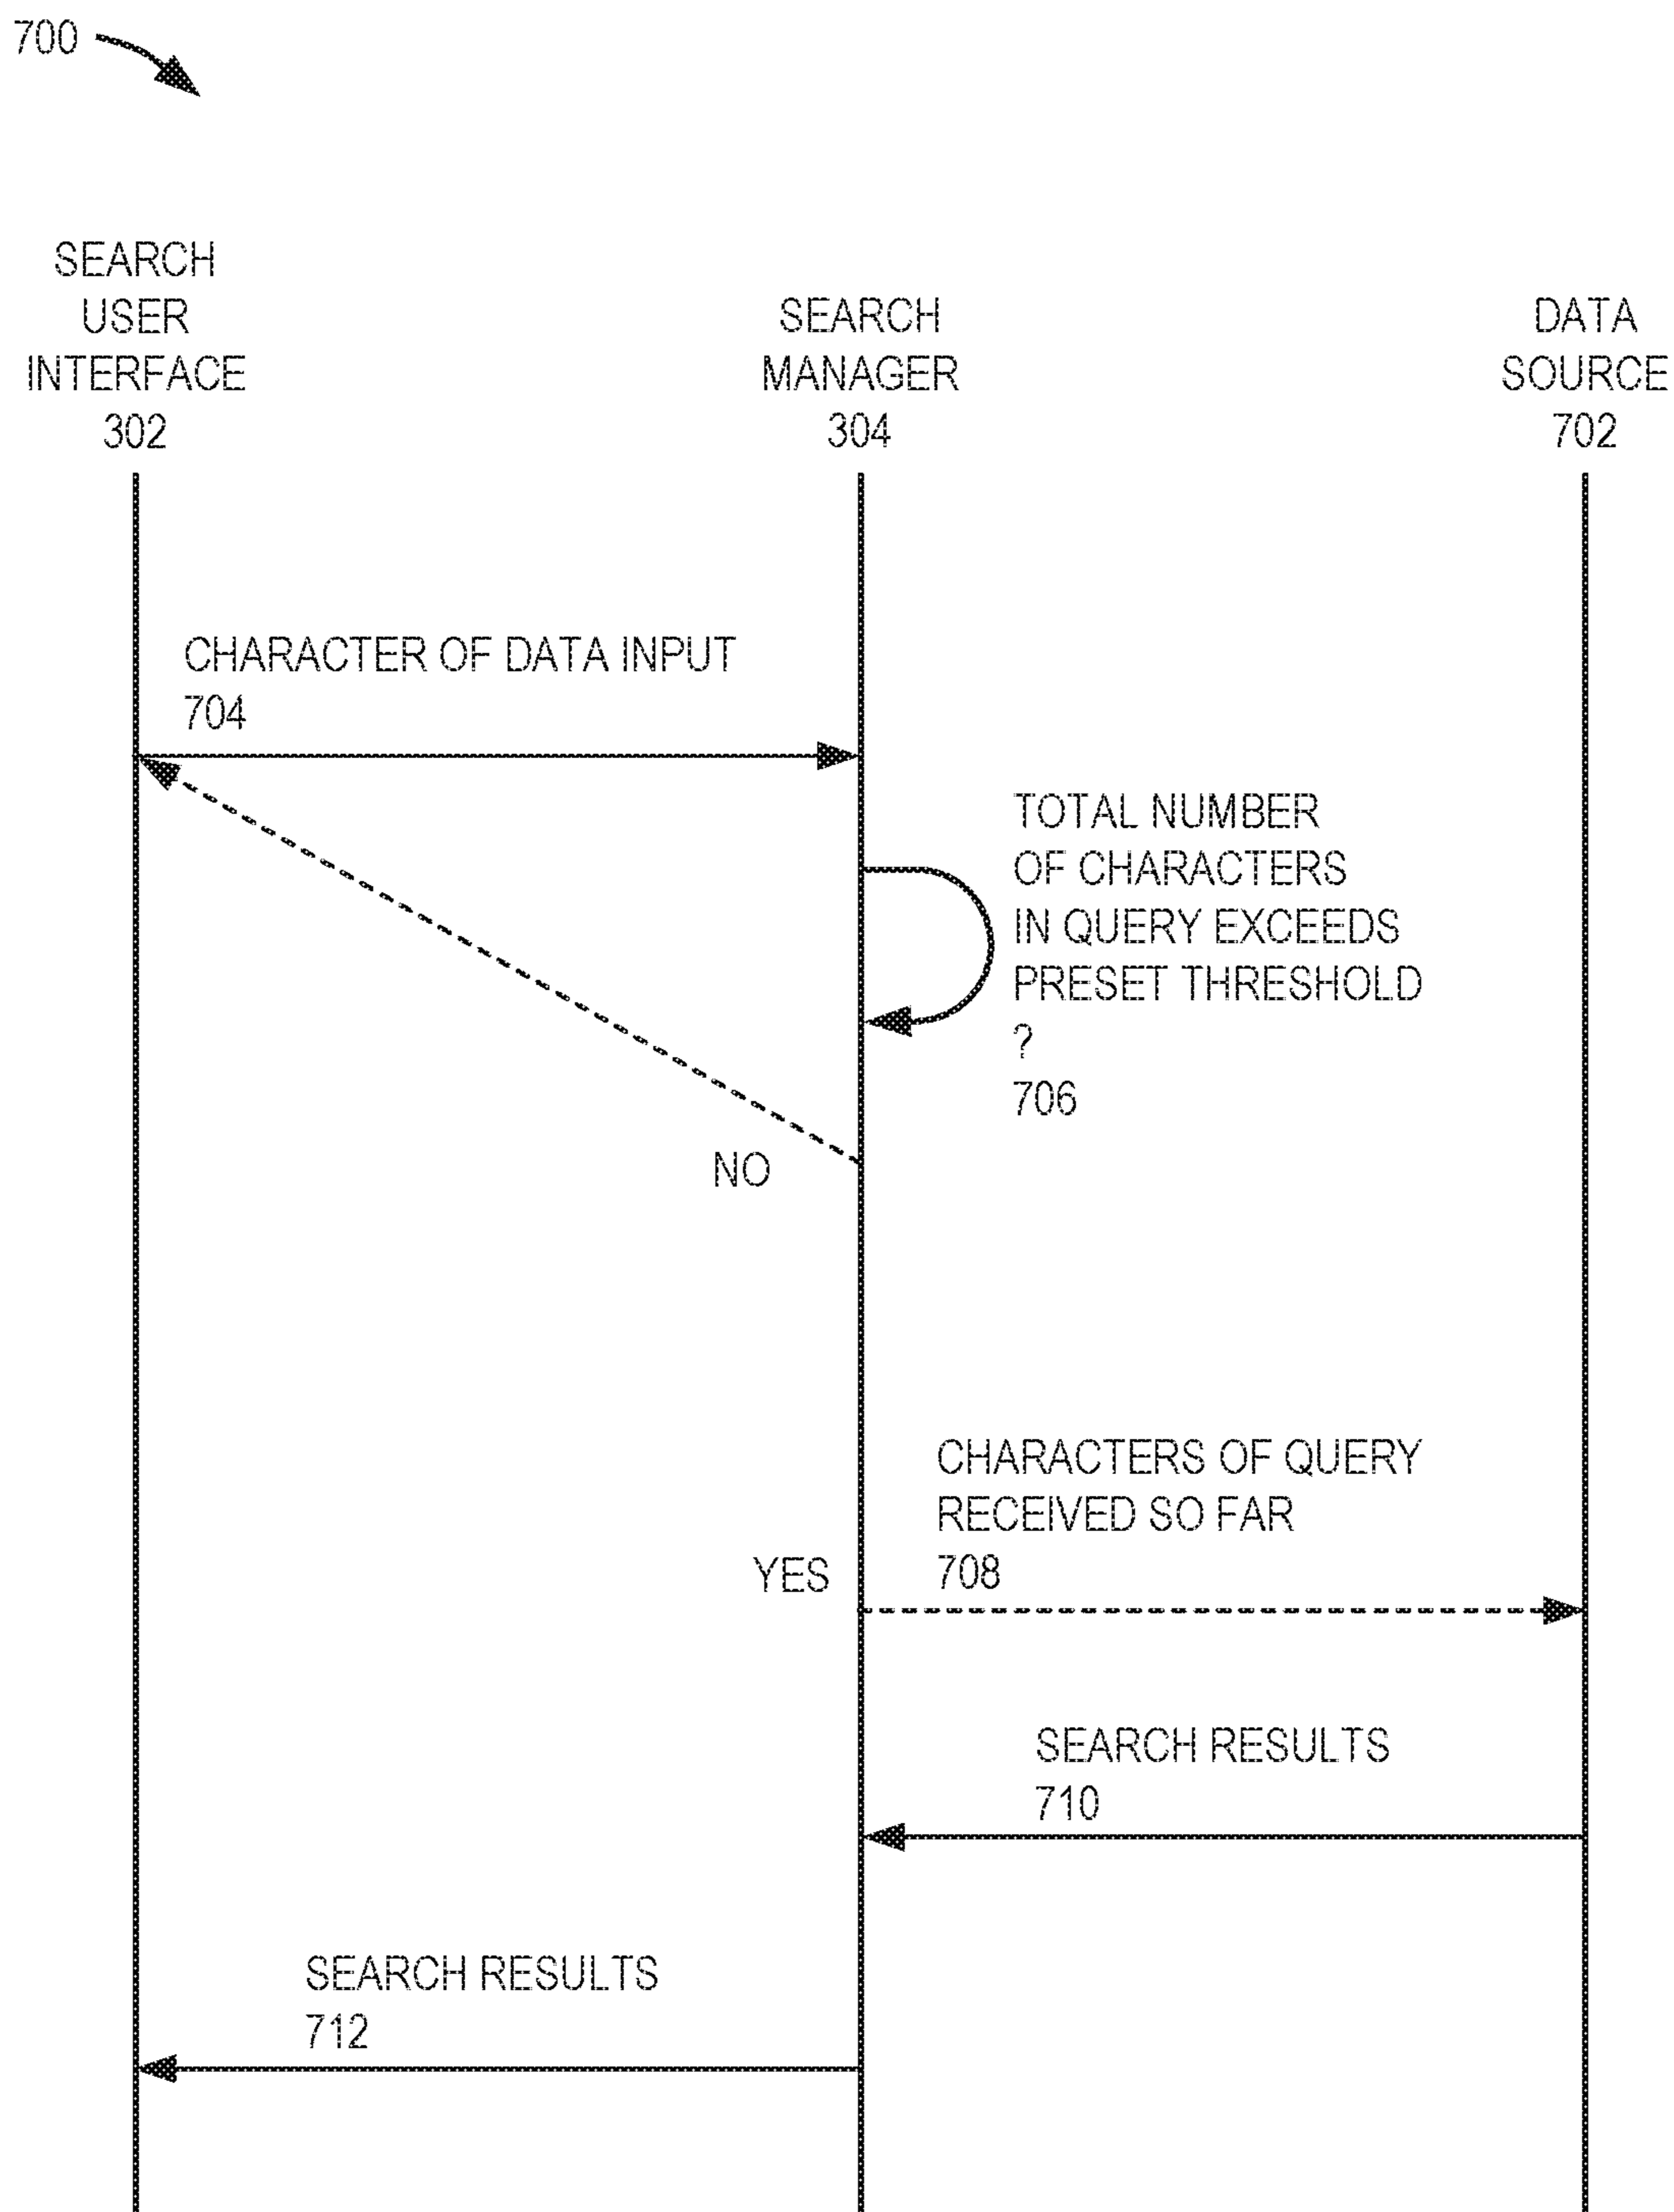 700
SEARCH
USER
INTERFACE
302
SEARCH
MANAGER
304
DATA
SOURCE
702
CHARACTER OF DATA INPUT
704
TOTAL NUMBER
OF CHARACTERS
IN QUERY EXCEEDS
PRESET THRESHOLD
?
706
NO
CHARACTERS OF QUERY
RECEIVED SO FAR
708
YES
SEARCH RESULTS
710
SEARCH RESULTS
712